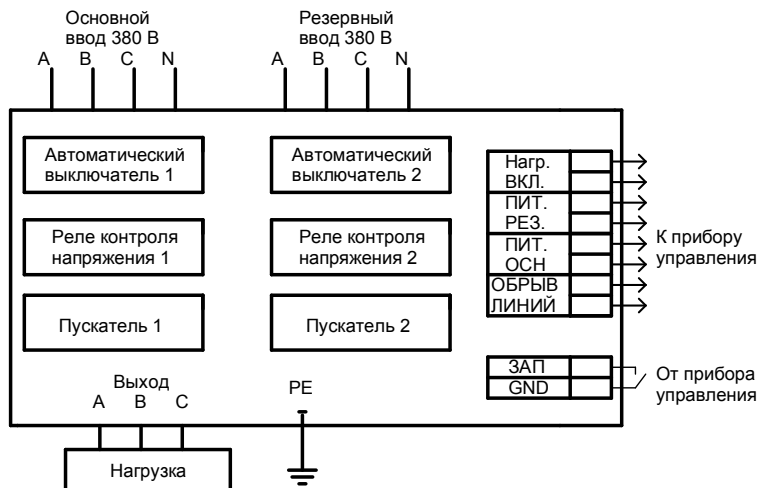 Основной
ввод 380 В
A B C N
Резервный
ввод 380 В
A B C N
Автоматический
выключатель 1
Автоматический
выключатель 2
Реле контроля
напряжения 1
Реле контроля
напряжения 2
Пускатель 1
Пускатель 2
Нагр.
ВКЛ.
ПИТ.
РЕЗ.
ПИТ.
ОСН
ОБРЫВ
ЛИНИЙ
К прибору
управления
ЗАП
GND
От прибора
управления
Выход
A B C
PE
Нагрузка